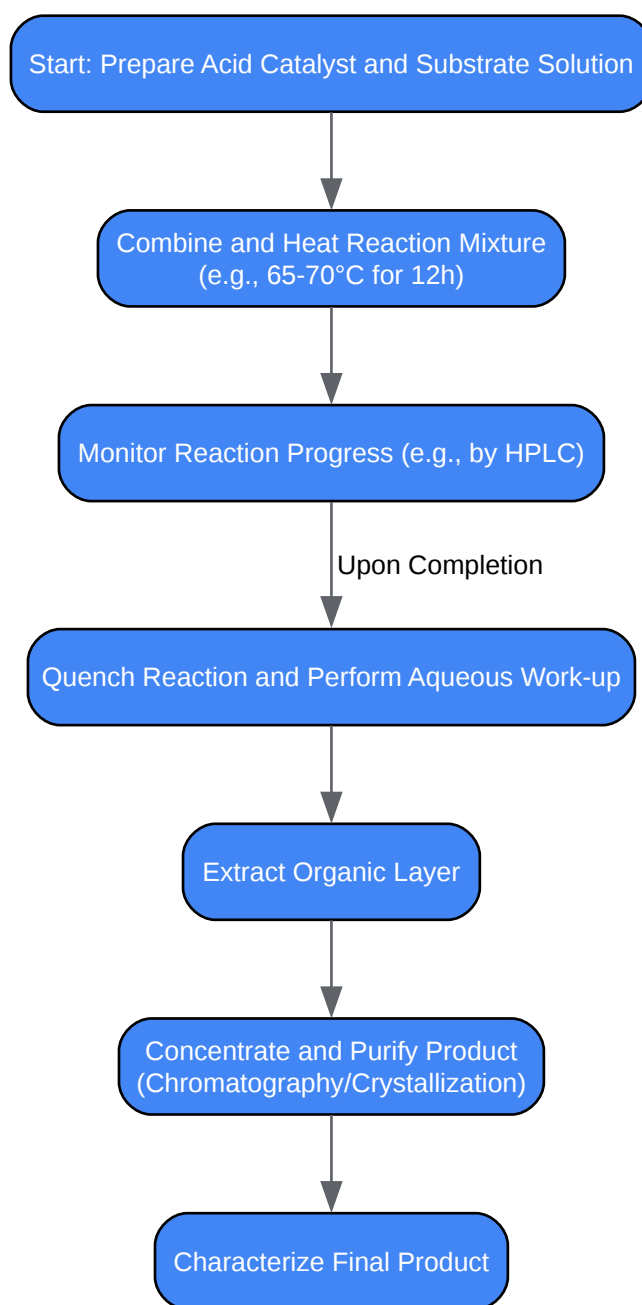 Start: Prepare Acid Catalyst and Substrate Solution
Combine and Heat Reaction Mixture
(e.g., 65-70°C for 12h)
Monitor Reaction Progress (e.g., by HPLC)
Upon Completion
Quench Reaction and Perform Aqueous Work-up
Extract Organic Layer
Concentrate and Purify Product
(Chromatography/Crystallization)
Characterize Final Product